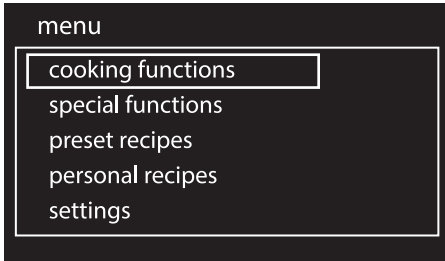 menu
cooking functions
special functions
preset recipes
personal recipes
settings